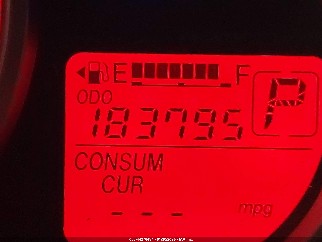 E F
P
ODO
183795
CONSUM
CUR
--- mpg